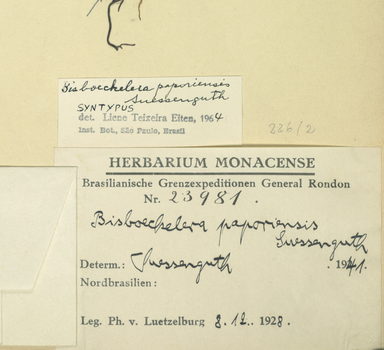 Bisboeckelera paporiensis
Suessenguth
SYNTYPUS
det. Liene Teixeira Eiten, 1964
Inst. Bot., São Paulo, Brasil
226/2
HERBARIUM MONACENSE
Brasilianische Grenzexpeditionen General Rondon
Nr. 23981.
Bisboeckelera paporiensis
Suessenguth
Determ.: Suessenguth . 1941.
Nordbrasilien:
Leg. Ph. v. Luetzelburg 8.12. 1928.